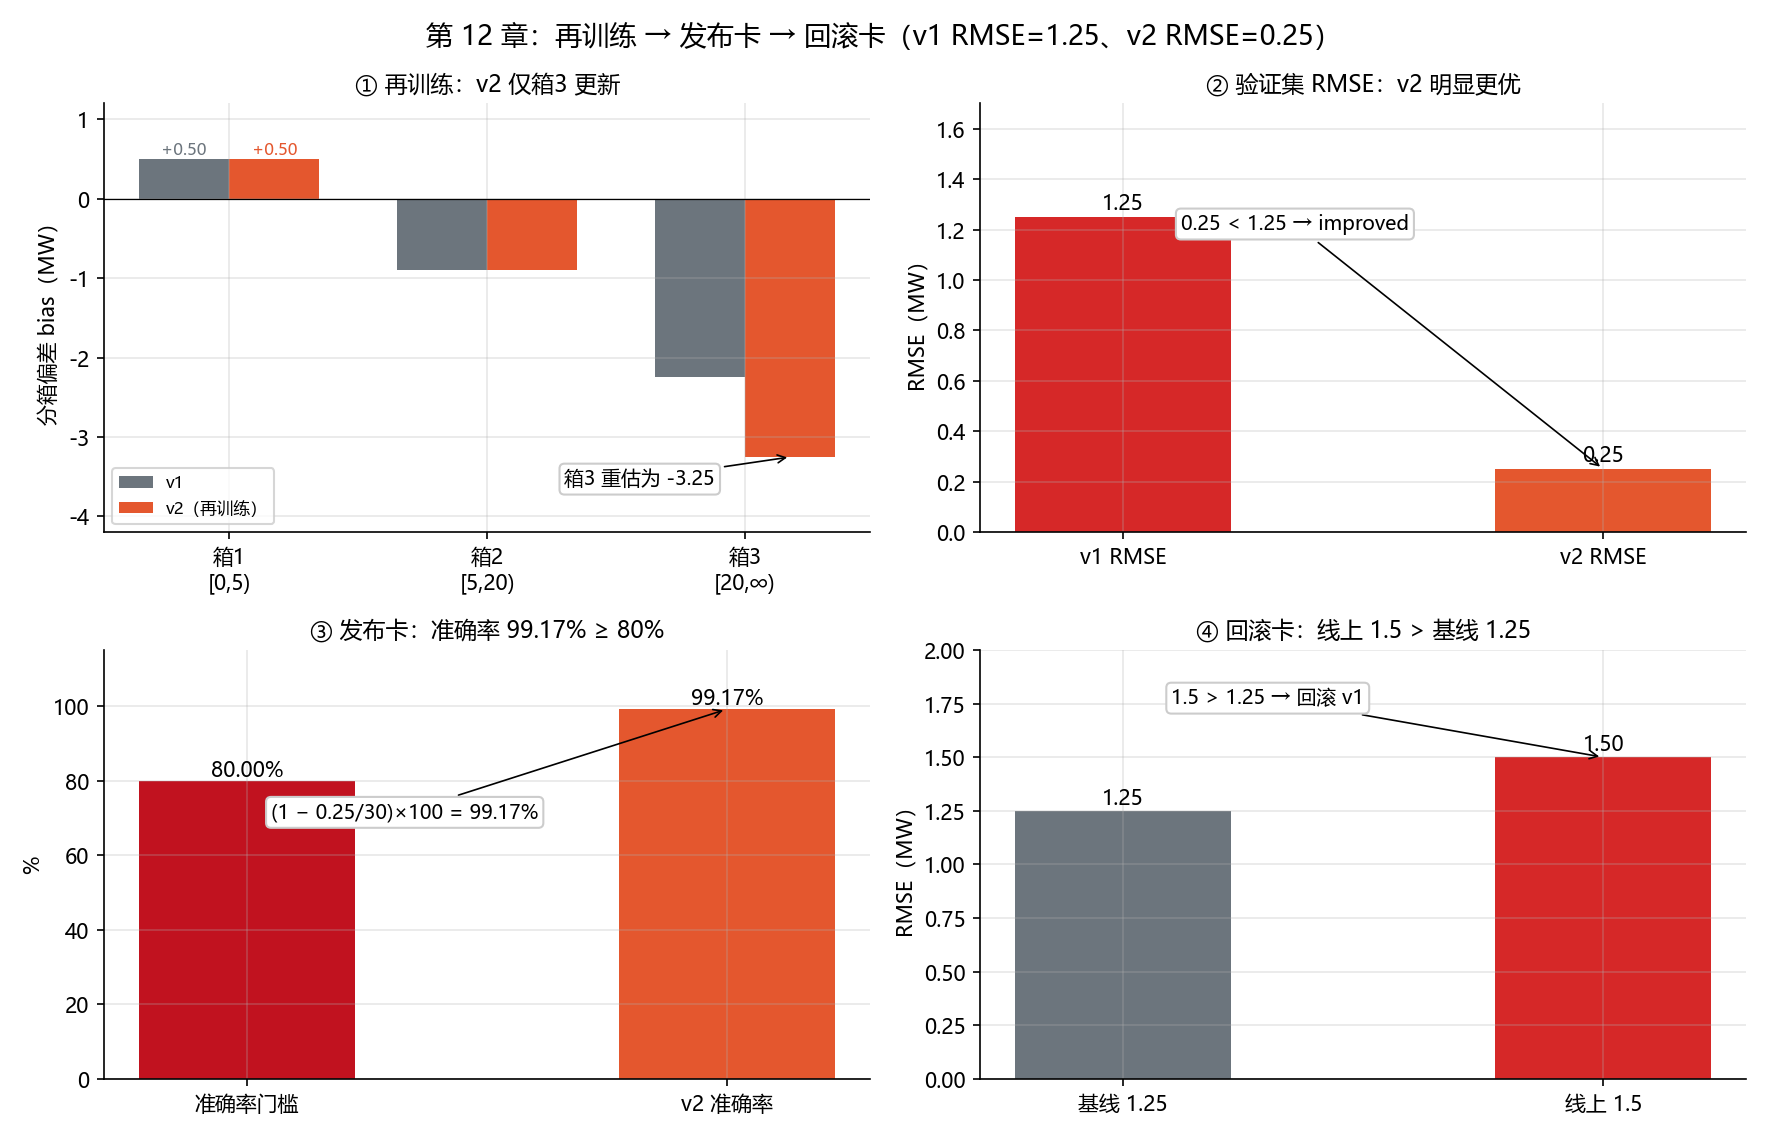 第 12 章：再训练 → 发布卡 → 回滚卡（v1 RMSE=1.25、v2 RMSE=0.25）
① 再训练：v2 仅箱3 更新
分箱偏差 bias（MW）
1
0
-1
-2
-3
-4
+0.50
+0.50
箱3 重估为 -3.25
v1
v2（再训练）
箱1
[0,5)
箱2
[5,20)
箱3
[20,∞)
② 验证集 RMSE：v2 明显更优
RMSE（MW）
1.6
1.4
1.2
1.0
0.8
0.6
0.4
0.2
0.0
1.25
0.25 < 1.25 → improved
0.25
v1 RMSE
v2 RMSE
③ 发布卡：准确率 99.17% ≥ 80%
%
100
80
60
40
20
0
80.00%
99.17%
(1 − 0.25/30)×100 = 99.17%
准确率门槛
v2 准确率
④ 回滚卡：线上 1.5 > 基线 1.25
RMSE（MW）
2.00
1.75
1.50
1.25
1.00
0.75
0.50
0.25
0.00
1.5 > 1.25 → 回滚 v1
1.25
1.50
基线 1.25
线上 1.5